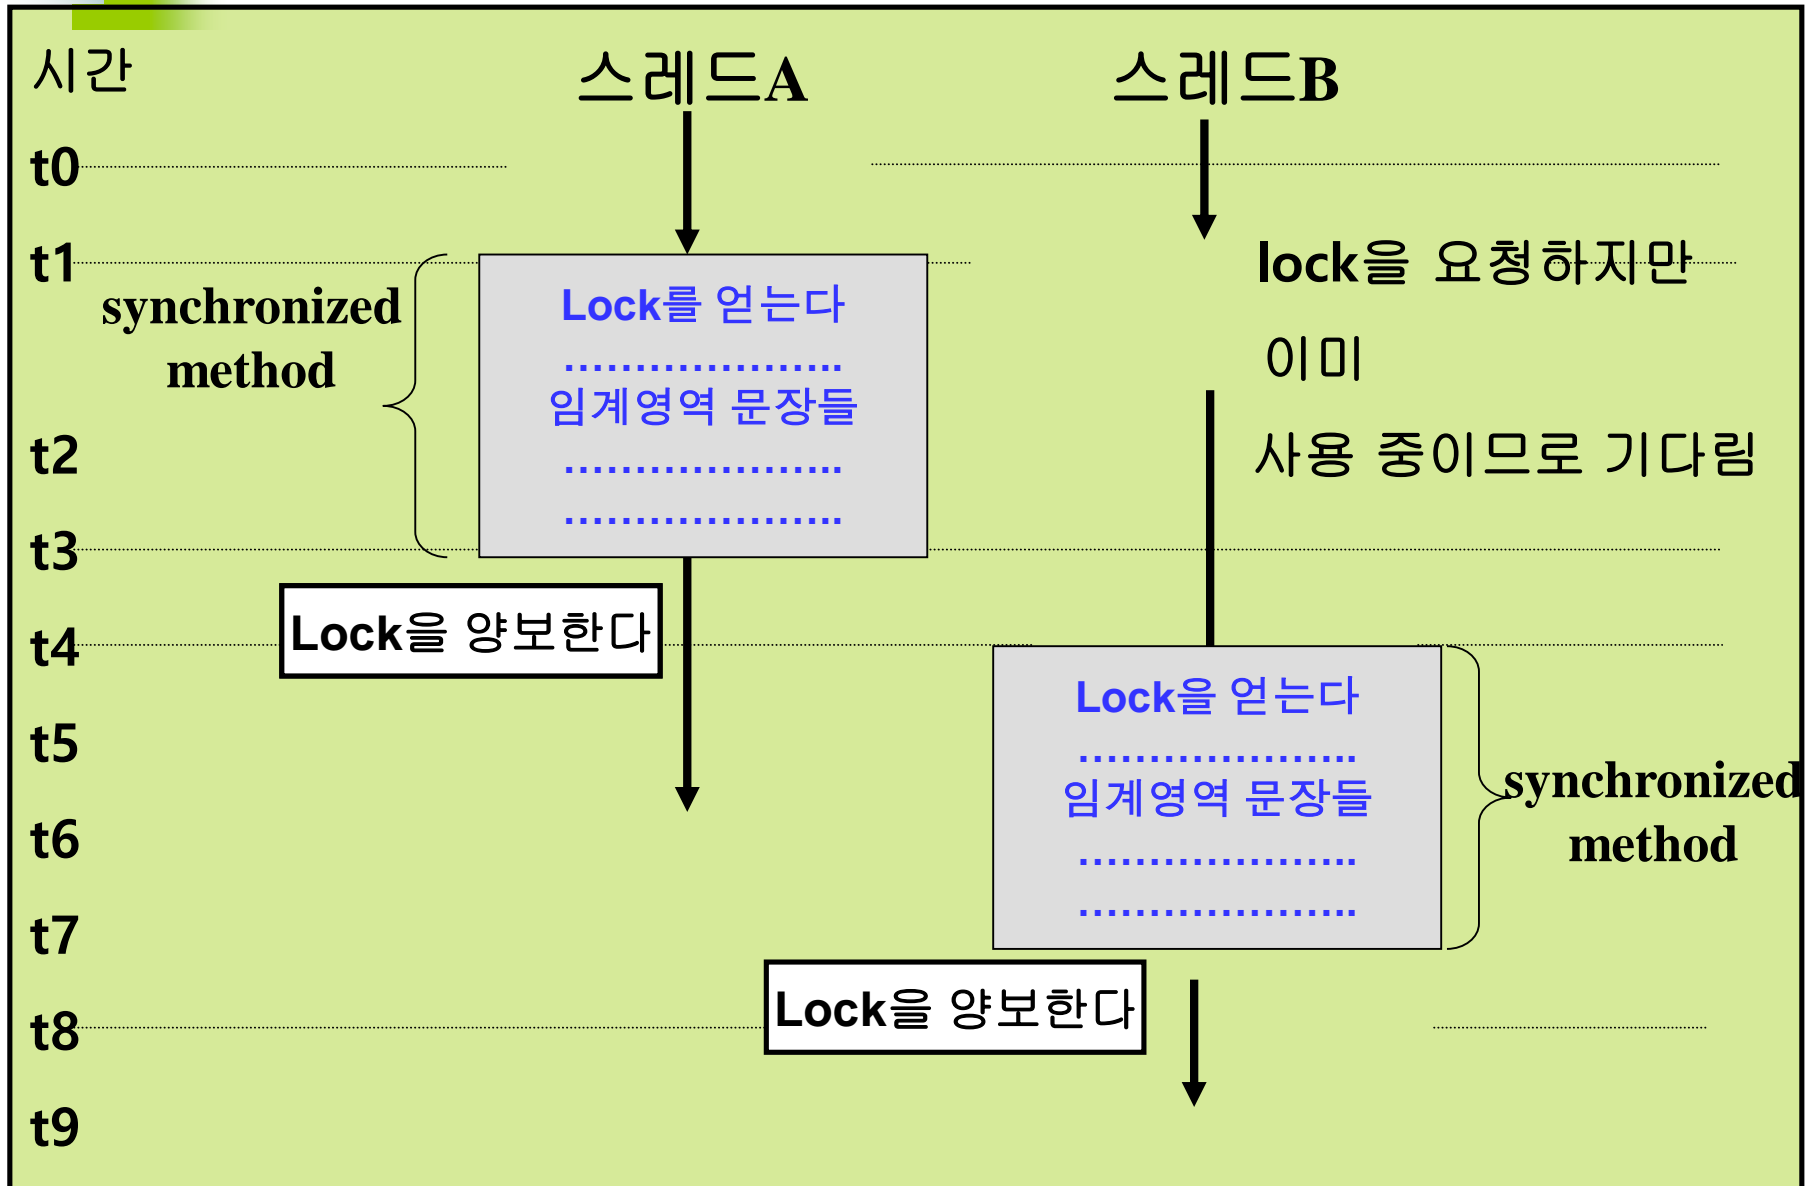 시간
스레드A
스레드B
t0
t1
synchronized
method
Lock를 얻는다
....................
임계영역 문장들
....................
....................
lock을 요청하지만
이미
사용 중이므로 기다림
t2
t3
Lock을 양보한다
t4
Lock을 얻는다
....................
임계영역 문장들
....................
....................
synchronized
method
t5
t6
t7
Lock을 양보한다
t8
t9